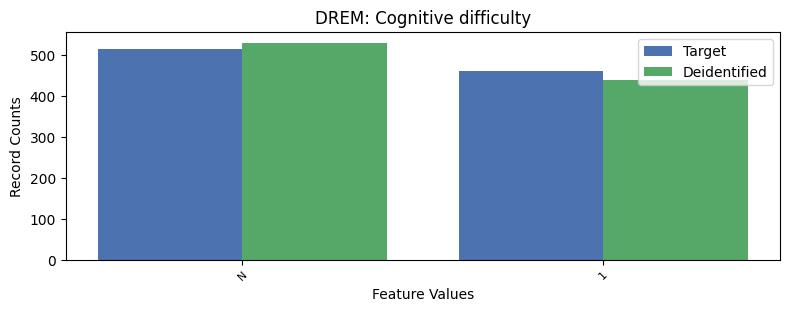 DREM: Cognitive difficulty
Target
Deidentified
500
400
300
200
100
0
Record Counts
N
1
Feature Values